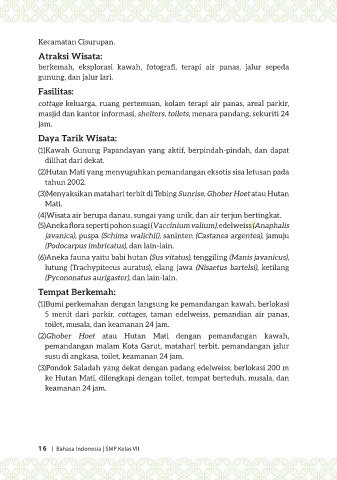 Kecamatan Cisurupan.
Atraksi Wisata:
berkemah, eksplorasi kawah, fotografi, terapi air panas, jalur sepeda
gunung, dan jalur lari.
Fasilitas:
cottage keluarga, ruang pertemuan, kolam terapi air panas, areal parkir,
masjid dan kantor informasi, shelters, toilets, menara pandang, sekuriti 24
jam.
Daya Tarik Wisata:
(1)Kawah Gunung Papandayan yang aktif, berpindah-pindah, dan dapat
dilihat dari dekat.
(2)Hutan Mati yang menyuguhkan pemandangan eksotis sisa letusan pada
tahun 2002.
(3)Menyaksikan matahari terbit di Tebing Sunrise, Ghober Hoet atau Hutan
Mati.
(4)Wisata air berupa danau, sungai yang unik, dan air terjun bertingkat.
(5)Aneka flora seperti pohon suagi (Vaccinium valium), edelweiss (Anaphalis
javanica), puspa (Schima walichii), saninten (Castanea argentea), jamuju
(Podocarpus imbricatus), dan lain-lain.
(6)Aneka fauna yaitu babi hutan (Sus vitatus), tenggiling (Manis javanicus),
lutung (Trachypitecus auratus), elang jawa (Nisaetus bartelsi), ketilang
(Pycononatus aurigaster), dan lain-lain.
Tempat Berkemah:
(1)Bumi perkemahan dengan langsung ke pemandangan kawah, berlokasi
5 menit dari parkir, cottages, taman edelweiss, pemandian air panas,
toilet, musala, dan keamanan 24 jam.
(2)Ghober Hoet atau Hutan Mati dengan pemandangan kawah,
pemandangan malam Kota Garut, matahari terbit, pemandangan jalur
susu di angkasa, toilet, keamanan 24 jam.
(3)Pondok Saladah yang dekat dengan padang edelweiss, berlokasi 200 m
ke Hutan Mati, dilengkapi dengan toilet, tempat berteduh, musala, dan
keamanan 24 jam.
16 | Bahasa Indonesia | SMP Kelas VII